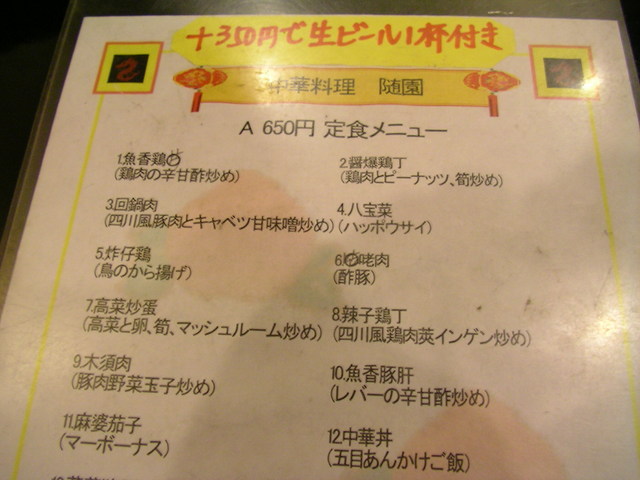 +350円で生ビール1杯付き
中華料理 随園
A 650円 定食メニュー
1.魚香鶏
(鶏肉の辛甘酢炒め)
2.醤爆鶏丁
(鶏肉とピーナッツ、筍炒め)
3.回鍋肉
(四川風豚肉とキャベツ甘味噌炒め)
4.八宝菜
(ハッポウサイ)
5.炸仔鶏
(鳥のから揚げ)
6.咾肉
(酢豚)
7.高菜炒蛋
(高菜と卵、筍、マッシュルーム炒め)
8.辣子鶏丁
(四川風鶏肉莢インゲン炒め)
9.木須肉
(豚肉野菜玉子炒め)
10.魚香豚肝
(レバーの辛甘酢炒め)
11.麻婆茄子
(マーボーナス)
12.中華丼
(五目あんかけご飯)